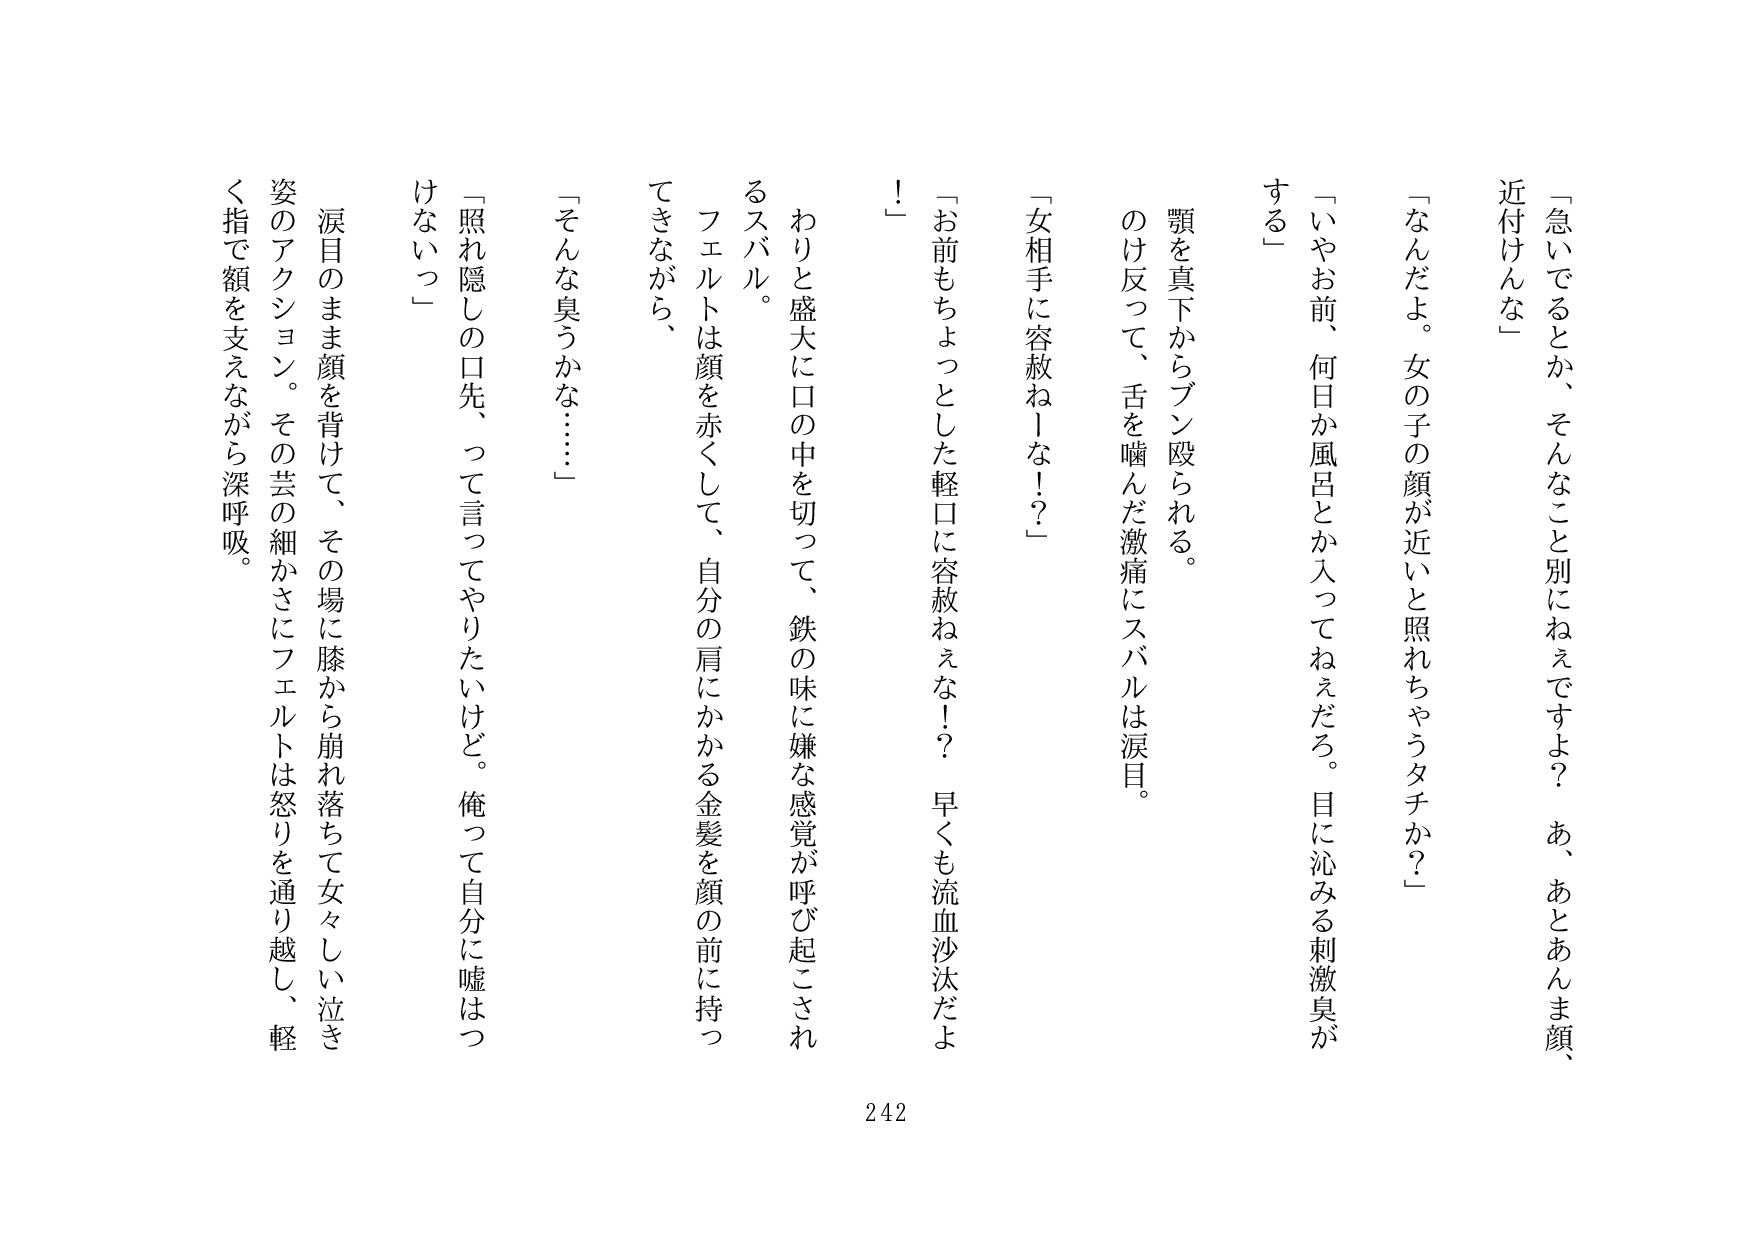 「急いでるとか、そんなこと別にねぇですよ？　あ、あとあんま顔、
近付けんな」
「なんだよ。女の子の顔が近いと照れちゃうタチか？」
「いやお前、何日か風呂とか入ってねぇだろ。目に沁みる刺激臭が
する」
　顎を真下からブン殴られる。
　のけ反って、舌を噛んだ激痛にスバルは涙目。
「女相手に容赦ねーな！？」
「お前もちょっとした軽口に容赦ねぇな！？　早くも流血沙汰だよ
！」
　わりと盛大に口の中を切って、鉄の味に嫌な感覚が呼び起こされ
るスバル。
　フェルトは顔を赤くして、自分の肩にかかる金髪を顔の前に持っ
てきながら、
「そんな臭うかな……」
「照れ隠しの口先、って言ってやりたいけど。俺って自分に嘘はつ
けないっ」
　涙目のまま顔を背けて、その場に膝から崩れ落ちて女々しい泣き
姿のアクション。その芸の細かさにフェルトは怒りを通り越し、軽
く指で額を支えながら深呼吸。
242